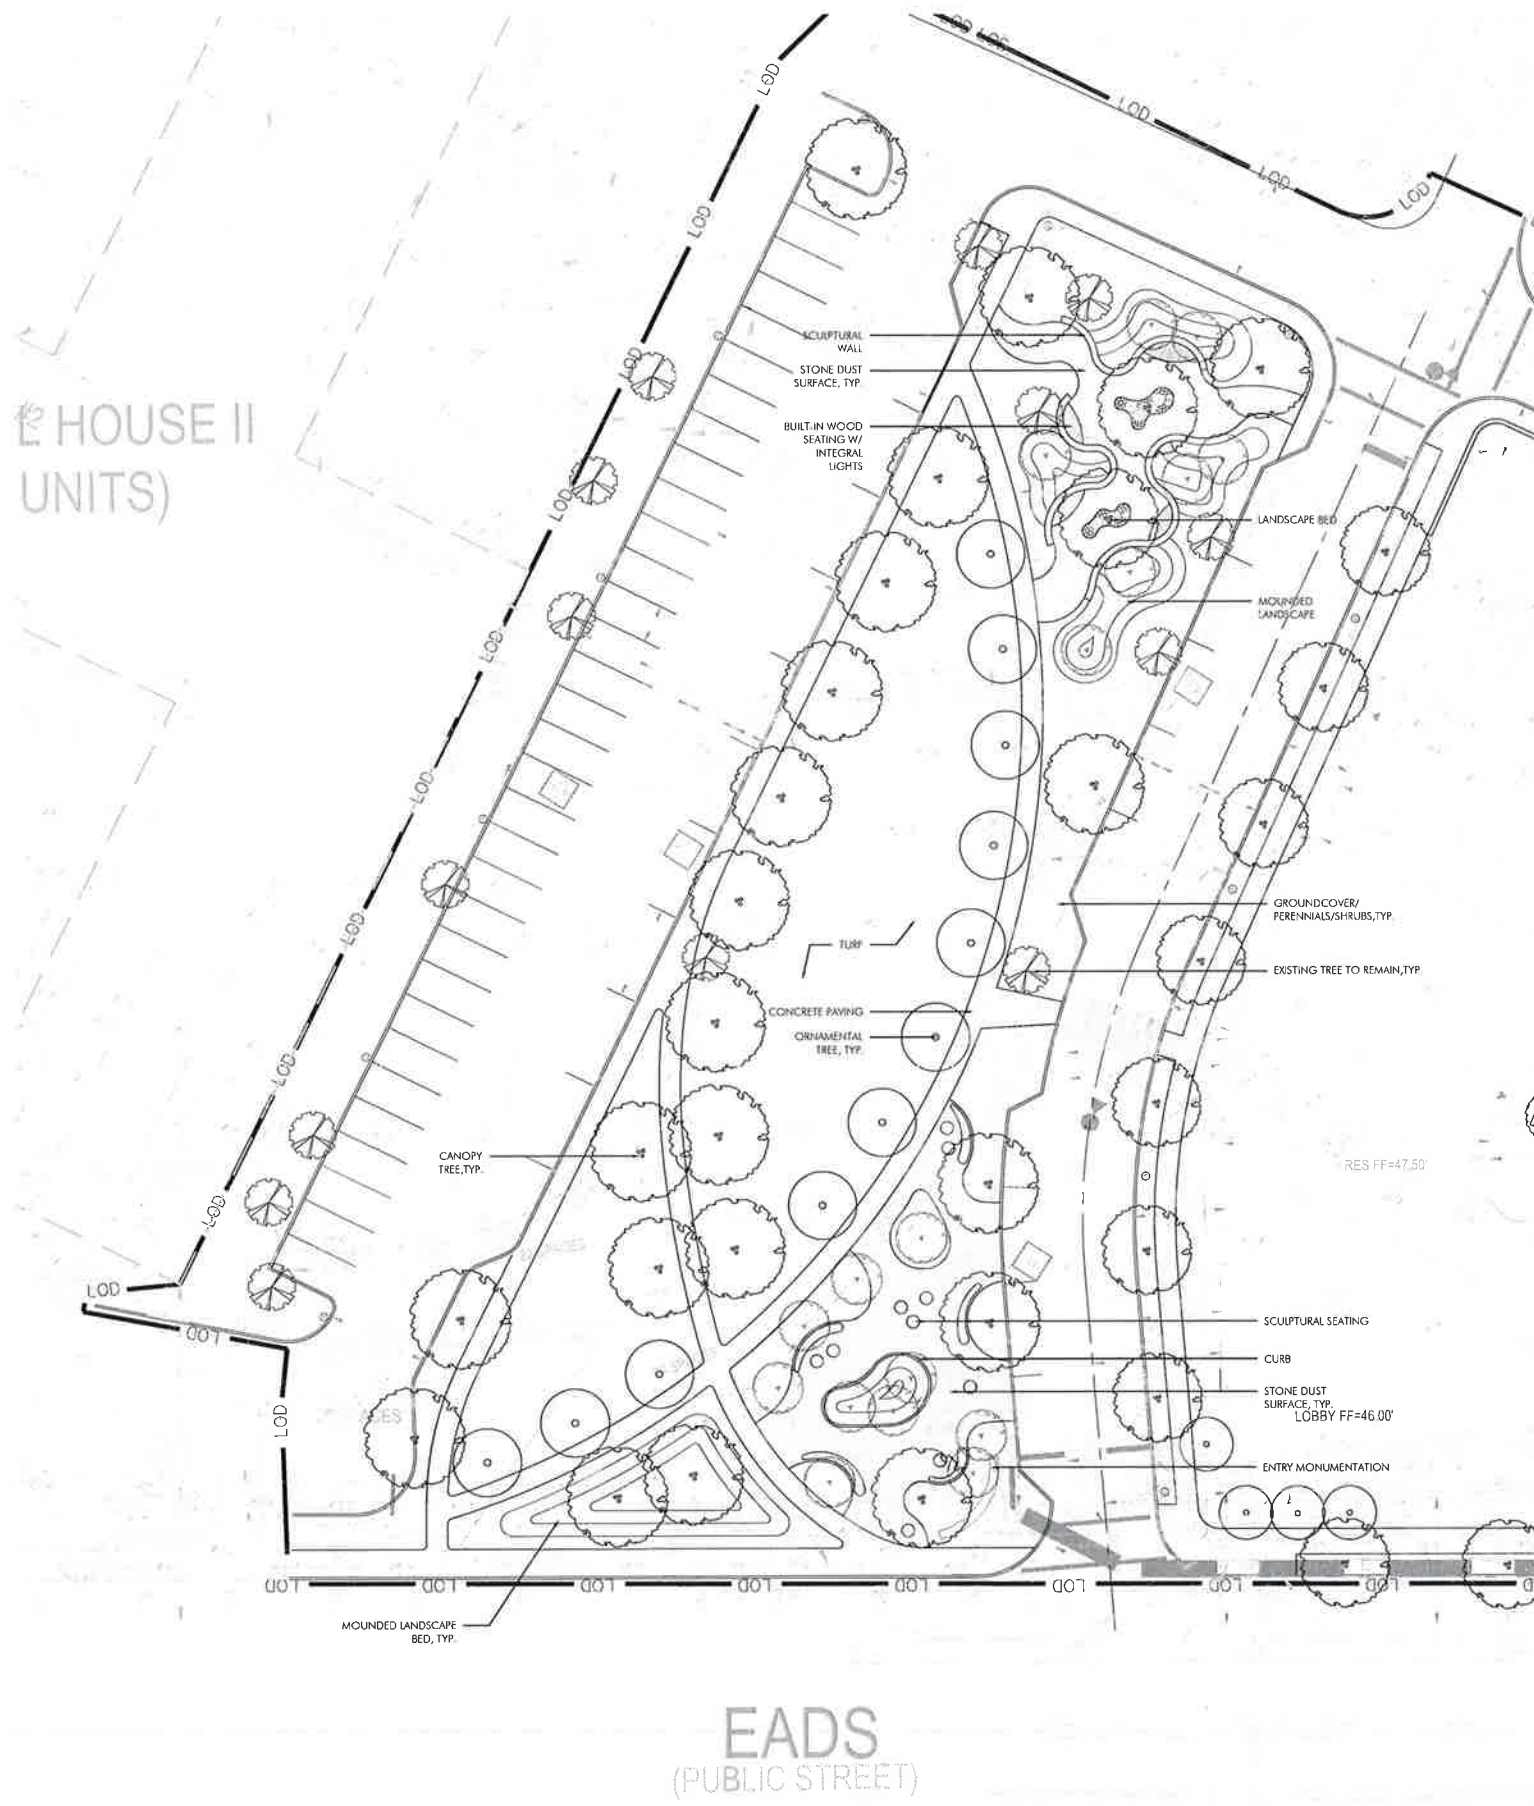 LOD LOD
LOD
LOD
LOD
LOD
LOD
SCULPTURAL
WALL
STONE DUST
SURFACE, TYP.
LOD
HOUSE II
UNITS)
BUILT-IN WOOD
SEATING W/
INTEGRAL
LIGHTS
LOD
LANDSCAPE BED
MOUNDED
LANDSCAPE
LOD
LOD
GROUNDCOVER/
PERENNIALS/SHRUBS,TYP.
LOD
TURF
EXISTING TREE TO REMAIN,TYP.
CONCRETE PAVING
ORNAMENTAL
TREE, TYP.
LOD
CANOPY
TREE,TYP.
RES FF=47.50'
LOD
LOD
LOD
SCULPTURAL SEATING
CURB
STONE DUST
SURFACE, TYP.
LOBBY FF=46.00'
LOD
ENTRY MONUMENTATION
LOD LOD LOD LOD LOD LOD LOD LOD
MOUNDED LANDSCAPE
BED, TYP.
EADS
(PUBLIC STREET)